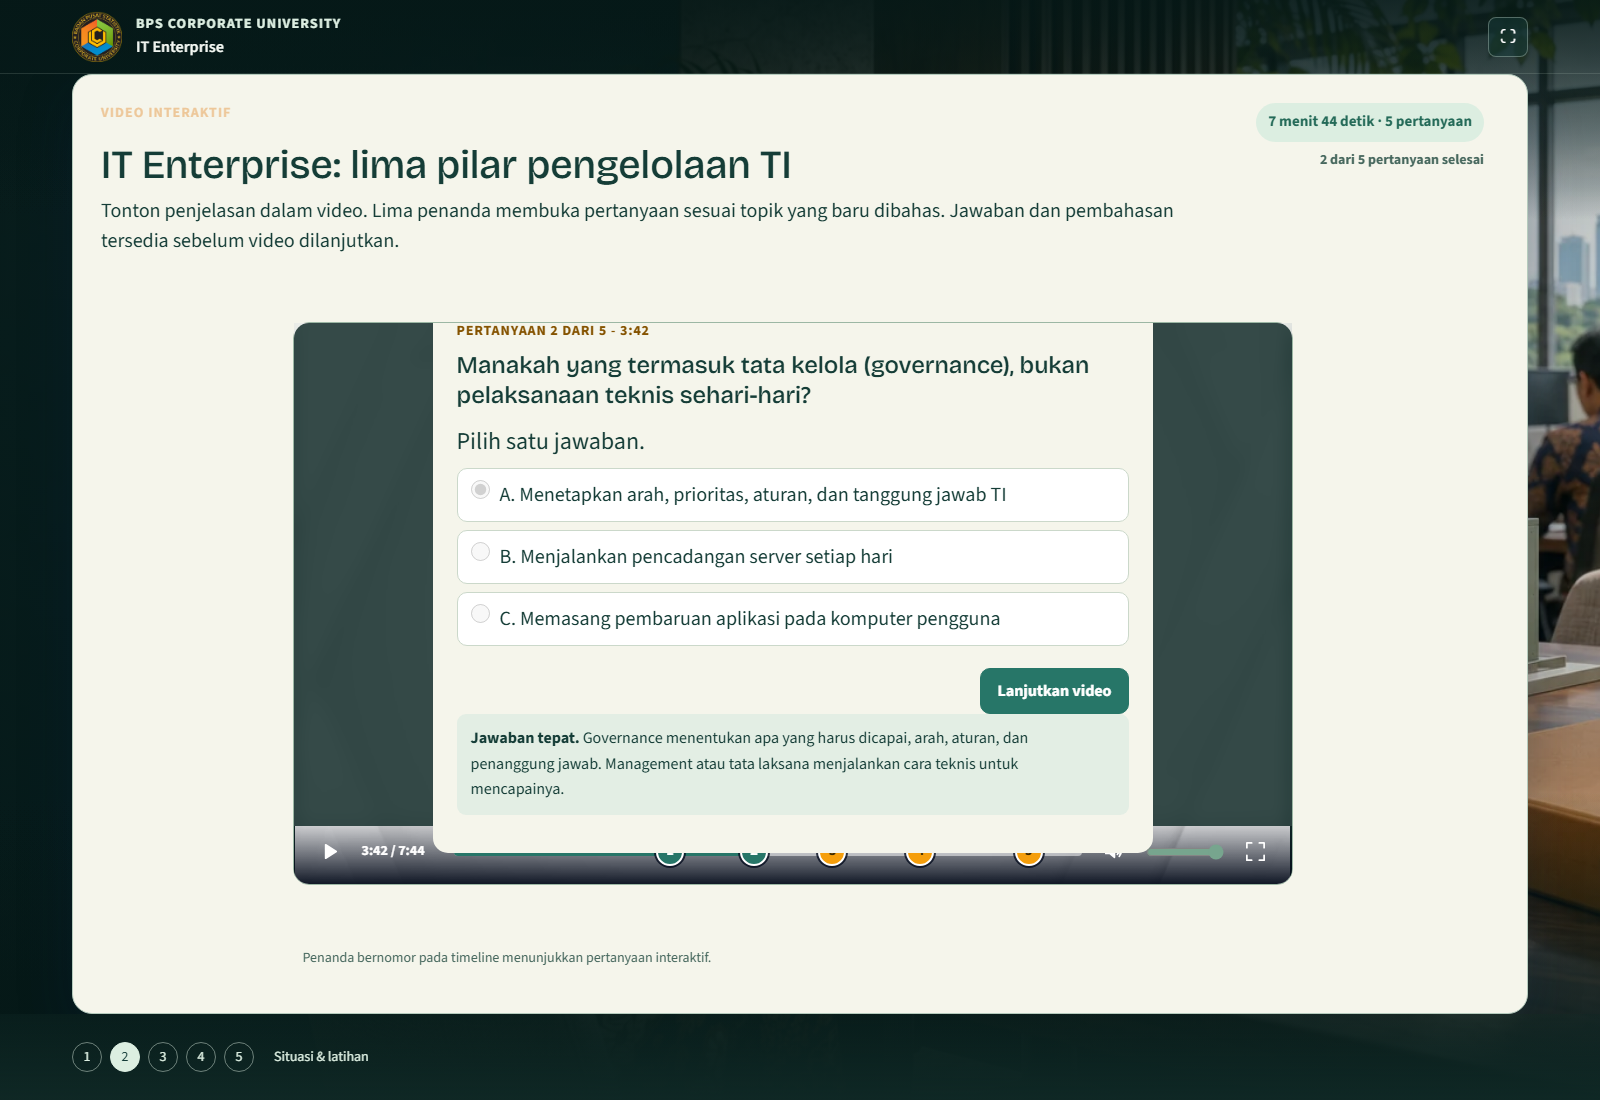 BPS CORPORATE UNIVERSITY
IT Enterprise
VIDEO INTERAKTIF
7 menit 44 detik · 5 pertanyaan
2 dari 5 pertanyaan selesai
IT Enterprise: lima pilar pengelolaan TI
Tonton penjelasan dalam video. Lima penanda membuka pertanyaan sesuai topik yang baru dibahas. Jawaban dan pembahasan
tersedia sebelum video dilanjutkan.
PERTANYAAN 2 DARI 5 - 3:42
Manakah yang termasuk tata kelola (governance), bukan
pelaksanaan teknis sehari-hari?
Pilih satu jawaban.
A. Menetapkan arah, prioritas, aturan, dan tanggung jawab TI
B. Menjalankan pencadangan server setiap hari
C. Memasang pembaruan aplikasi pada komputer pengguna
Lanjutkan video
Jawaban tepat. Governance menentukan apa yang harus dicapai, arah, aturan, dan
penanggung jawab. Management atau tata laksana menjalankan cara teknis untuk
mencapainya.
3:42 / 7:44
Penanda bernomor pada timeline menunjukkan pertanyaan interaktif.
1 2 3 4 5 Situasi & latihan